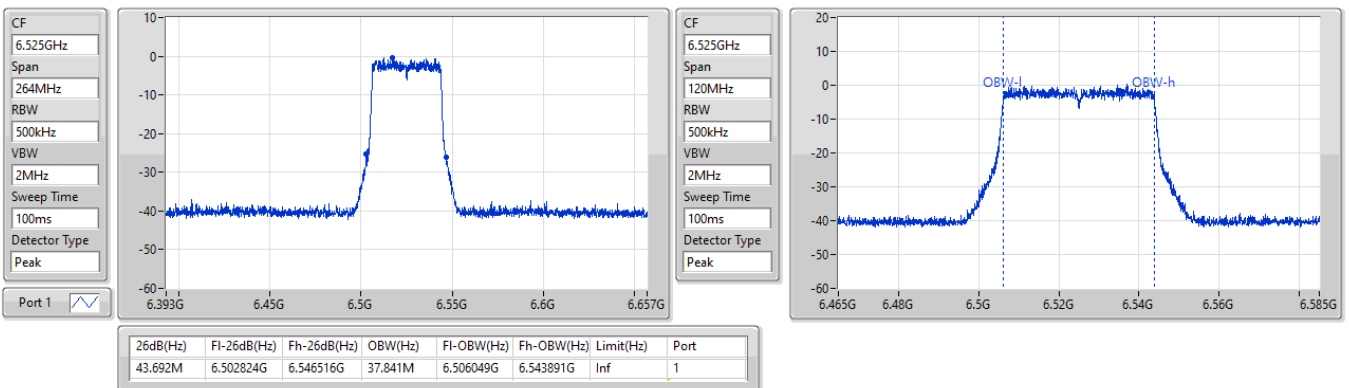 CF
6.525GHz
Span
264MHz
RBW
500kHz
VBW
2MHz
Sweep Time
100ms
Detector Type
Peak
Port 1
10
0
-10
-20
-30
-40
-50
-60
6.393G 6.45G 6.5G 6.55G 6.6G 6.657G
CF
6.525GHz
Span
120MHz
RBW
500kHz
VBW
2MHz
Sweep Time
100ms
Detector Type
Peak
20
10
0
-10
-20
-30
-40
-50
-60
OBW-l OBW-h
6.465G 6.48G 6.5G 6.52G 6.54G 6.56G 6.585G
26dB(Hz) Fl-26dB(Hz) Fh-26dB(Hz) OBW(Hz) Fl-OBW(Hz) Fh-OBW(Hz) Limit(Hz) Port
43.692M 6.502824G 6.546516G 37.841M 6.506049G 6.543891G Inf 1